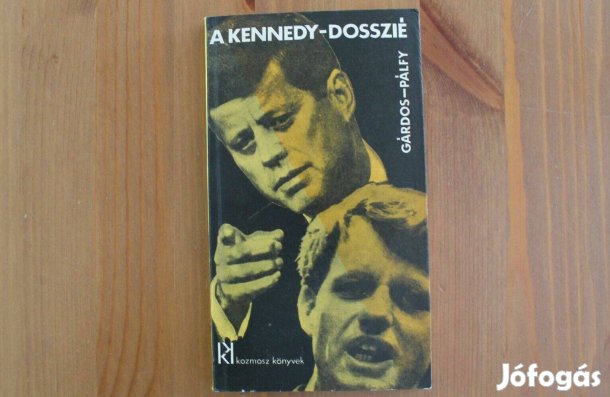 A KENNEDY-DOSSZIÉ
GÁRDOS-PÁLFY
kozmosz könyvek
Jófogás